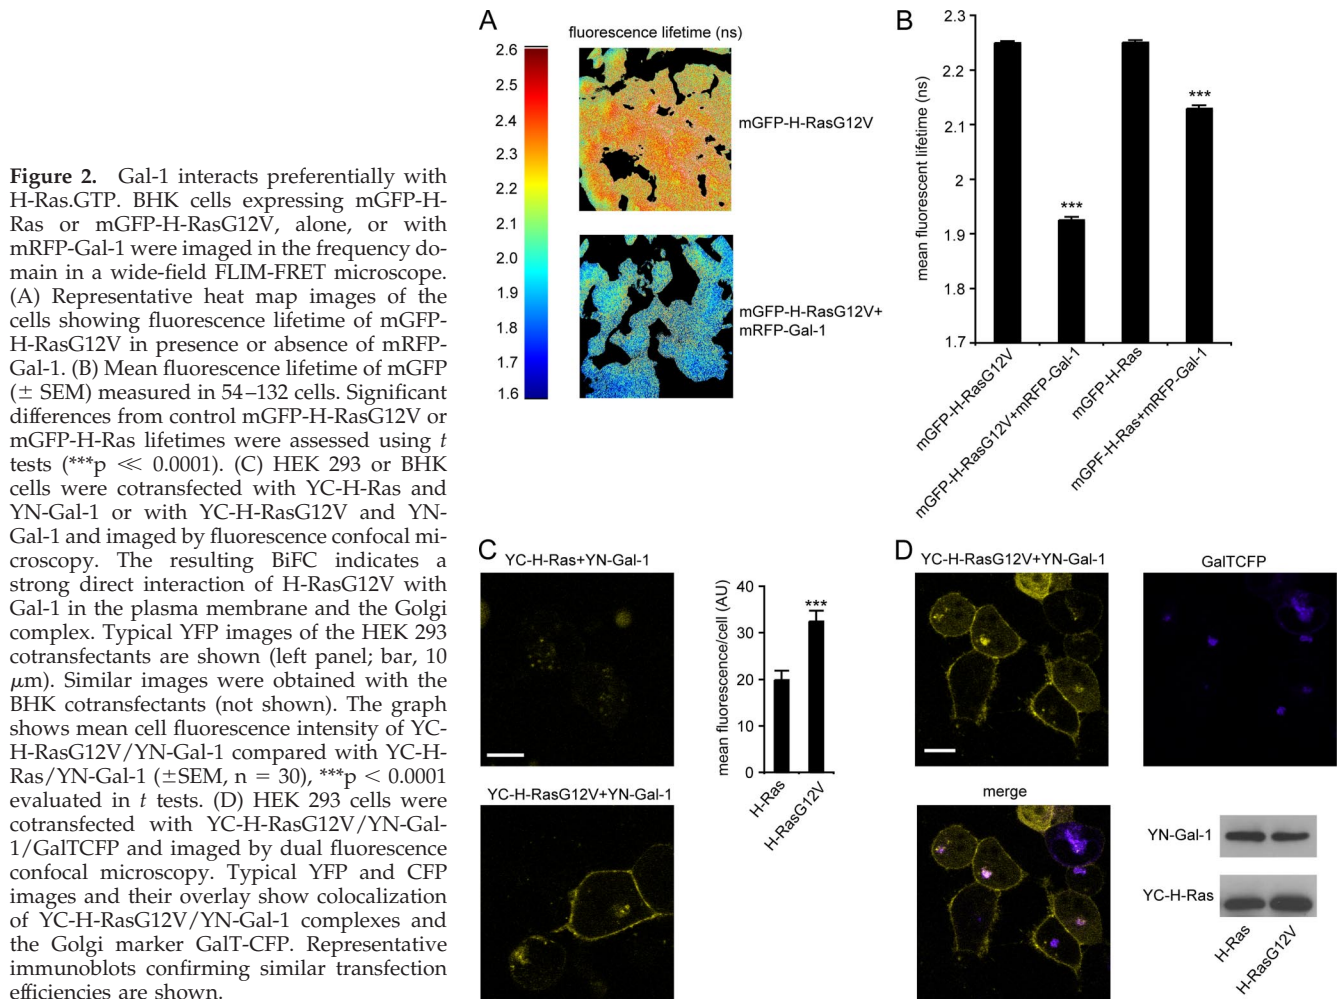 Figure 2. Gal-1 interacts preferentially with
H-Ras.GTP. BHK cells expressing mGFP-H-
Ras or mGFP-H-RasG12V, alone, or with
mRFP-Gal-1 were imaged in the frequency do-
main in a wide-field FLIM-FRET microscope.
(A) Representative heat map images of the
cells showing fluorescence lifetime of mGFP-
H-RasG12V in presence or absence of mRFP-
Gal-1. (B) Mean fluorescence lifetime of mGFP
(± SEM) measured in 54–132 cells. Significant
differences from control mGFP-H-RasG12V or
mGFP-H-Ras lifetimes were assessed using t
tests (***p ≪ 0.0001). (C) HEK 293 or BHK
cells were cotransfected with YC-H-Ras and
YN-Gal-1 or with YC-H-RasG12V and YN-
Gal-1 and imaged by fluorescence confocal mi-
croscopy. The resulting BiFC indicates a
strong direct interaction of H-RasG12V with
Gal-1 in the plasma membrane and the Golgi
complex. Typical YFP images of the HEK 293
cotransfectants are shown (left panel; bar, 10
μm). Similar images were obtained with the
BHK cotransfectants (not shown). The graph
shows mean cell fluorescence intensity of YC-
H-RasG12V/YN-Gal-1 compared with YC-H-
Ras/YN-Gal-1 (±SEM, n = 30), ***p < 0.0001
evaluated in t tests. (D) HEK 293 cells were
cotransfected with YC-H-RasG12V/YN-Gal-
1/GalTCFP and imaged by dual fluorescence
confocal microscopy. Typical YFP and CFP
images and their overlay show colocalization
of YC-H-RasG12V/YN-Gal-1 complexes and
the Golgi marker GalT-CFP. Representative
immunoblots confirming similar transfection
efficiencies are shown.
A
fluorescence lifetime (ns)
2.6
2.5
2.4
2.3
2.2
2.1
2.0
1.9
1.8
1.7
1.6
mGFP-H-RasG12V
mGFP-H-RasG12V+
mRFP-Gal-1
B
mean fluorescent lifetime (ns)
2.3
2.2
2.1
2
1.9
1.8
1.7
***
***
mGFP-H-RasG12V
mGFP-H-RasG12V+mRFP-Gal-1
mGFP-H-Ras
mGPF-H-Ras+mRFP-Gal-1
C
YC-H-Ras+YN-Gal-1
YC-H-RasG12V+YN-Gal-1
mean fluorescence/cell (AU)
40
30
20
10
0
***
H-Ras
H-RasG12V
D
YC-H-RasG12V+YN-Gal-1
GalTCFP
merge
YN-Gal-1
YC-H-Ras
H-Ras
H-RasG12V